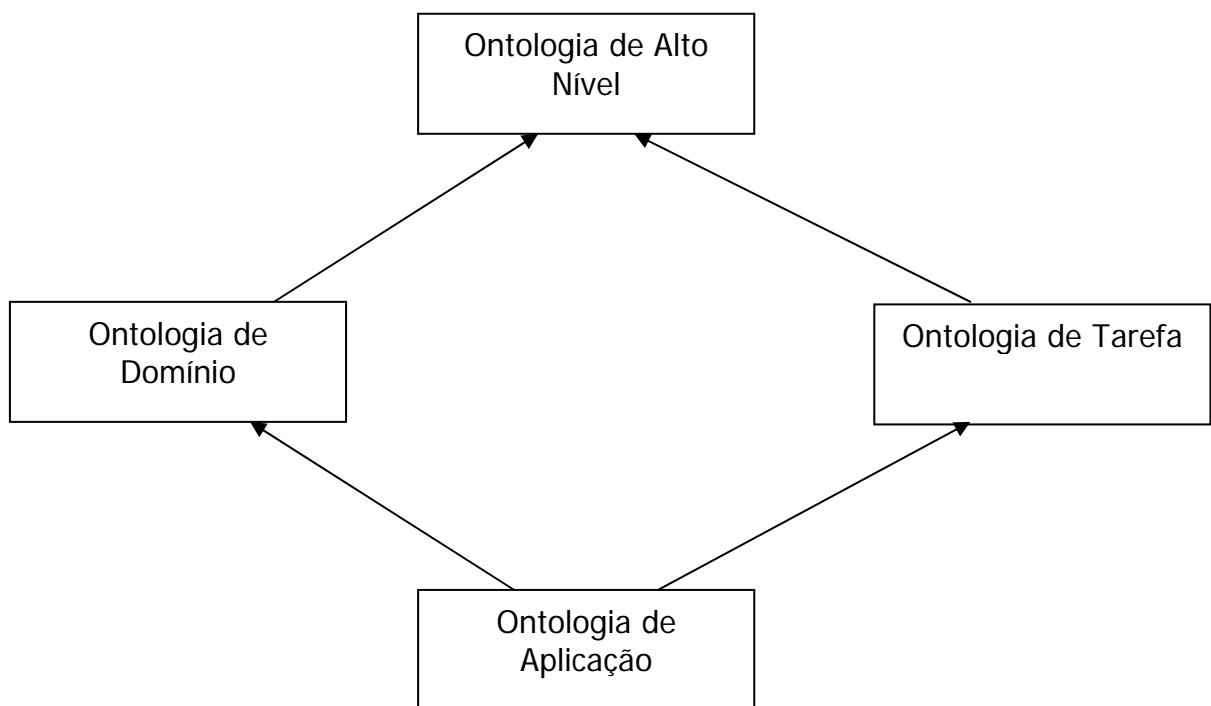 Ontologia de Alto
Nível
Ontologia de
Domínio
Ontologia de Tarefa
Ontologia de
Aplicação